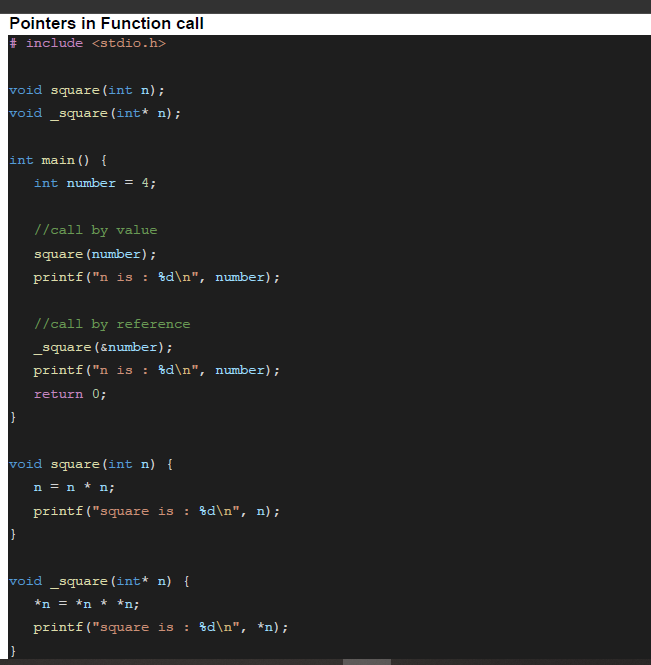 Pointers in Function call
# include <stdio.h>
void square(int n);
void _square(int* n);
int main() {
int number = 4;
//call by value
square(number);
printf("n is : %d\n", number);
//call by reference
_square(&number);
printf("n is : %d\n", number);
return 0;
}
void square(int n) {
n = n * n;
printf("square is : %d\n", n);
}
void _square(int* n) {
*n = *n * *n;
printf("square is : %d\n", *n);
}